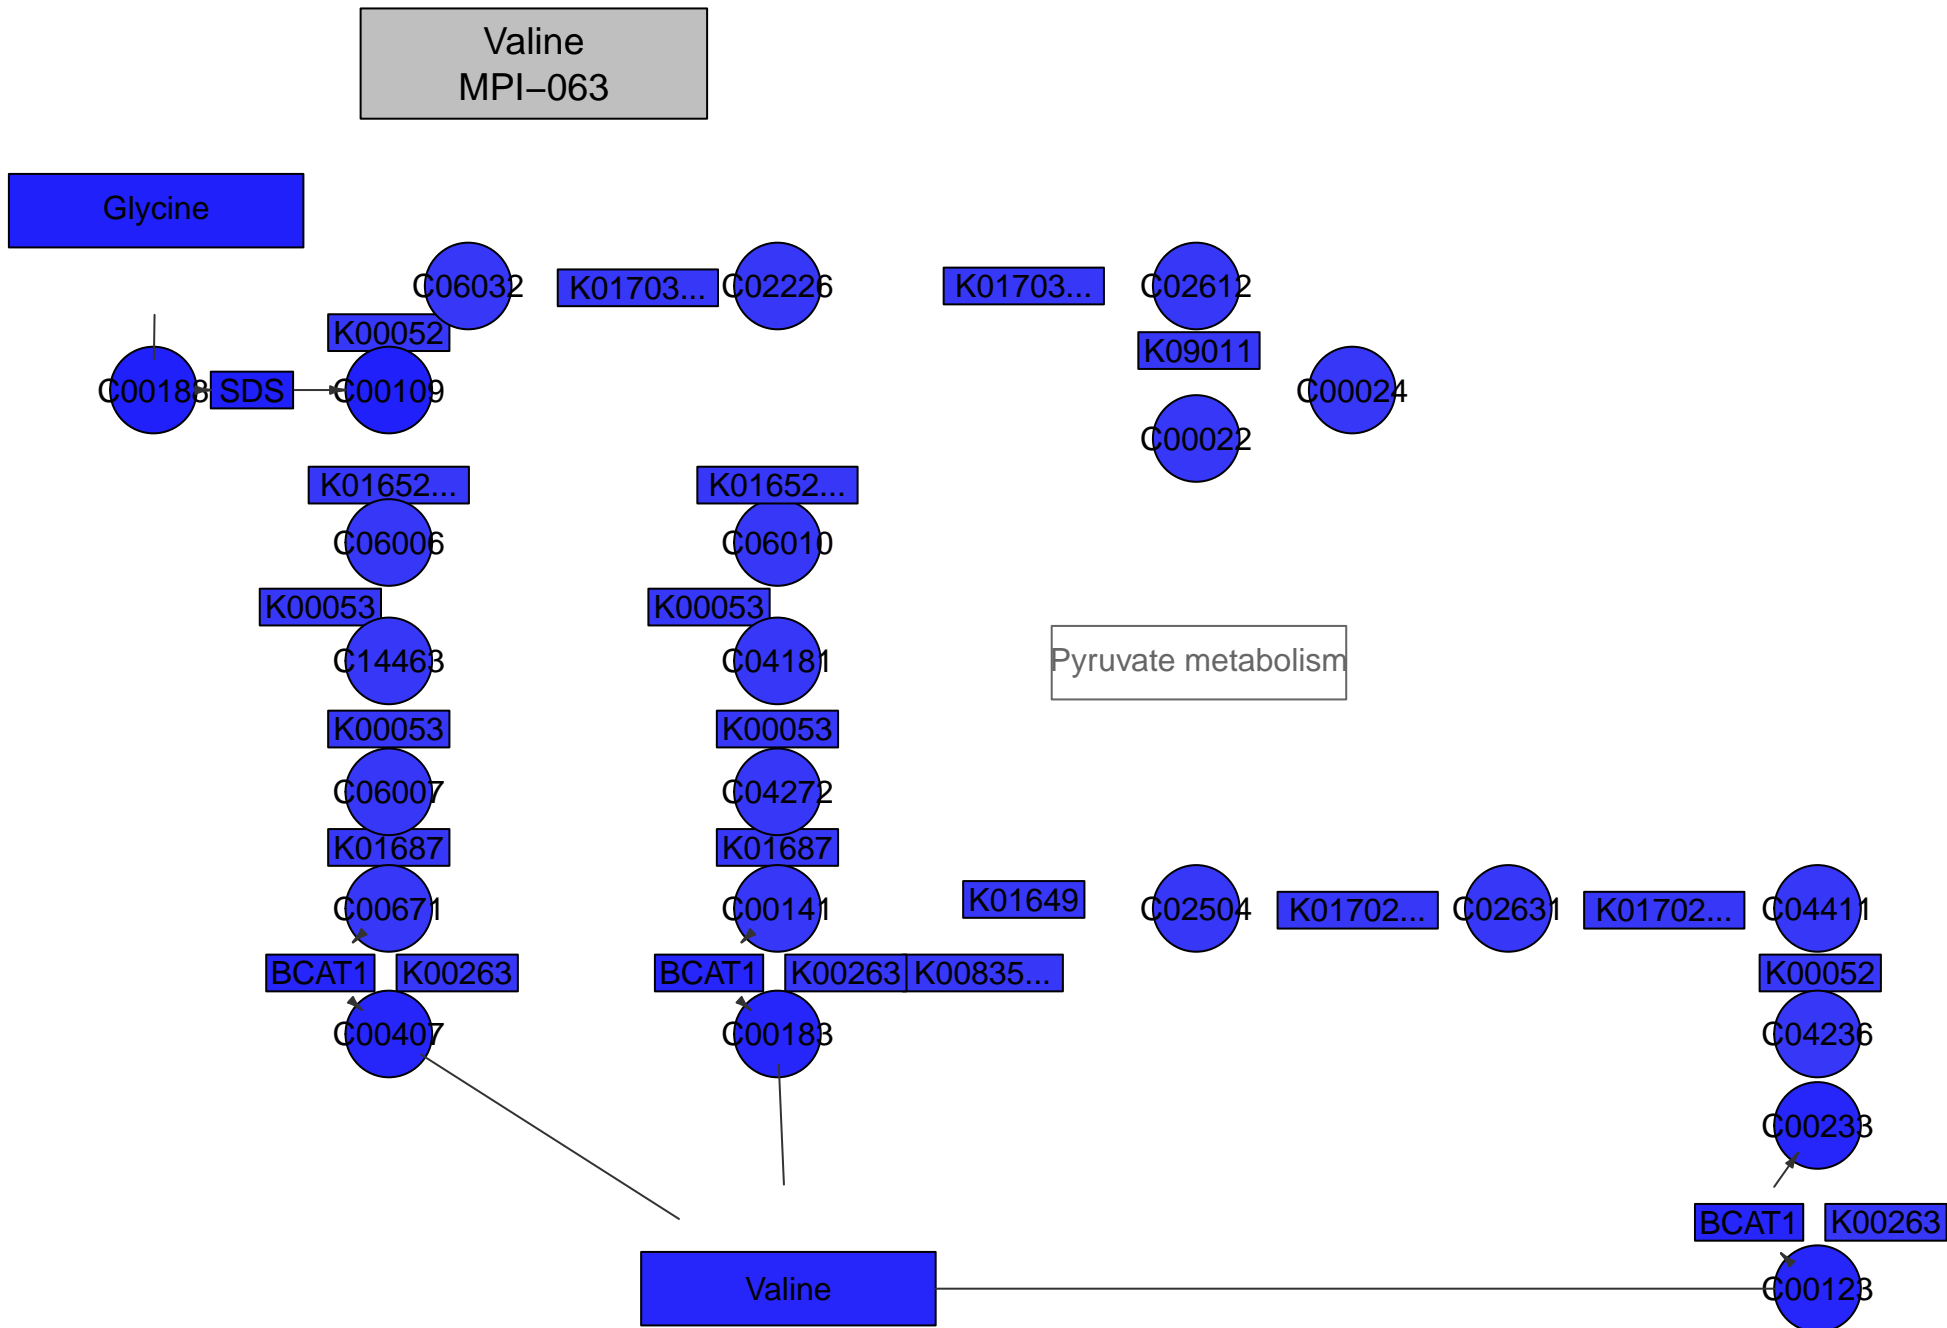 Valine
MPI−063
Glycine
C06032
K01703...
C02226
K01703...
C02612
K00052
K09011
C00188
SDS
C00109
C00024
C00022
K01652...
K01652...
C06006
C06010
K00053
K00053
C14463
C04181
Pyruvate metabolism
K00053
K00053
C06007
C04272
K01687
K01687
C00671
C00141
K01649
C02504
K01702...
C02631
K01702...
C04411
BCAT1
K00263
BCAT1
K00263
K00835...
K00052
C00407
C00183
C04236
C00233
BCAT1
K00263
Valine
C00123